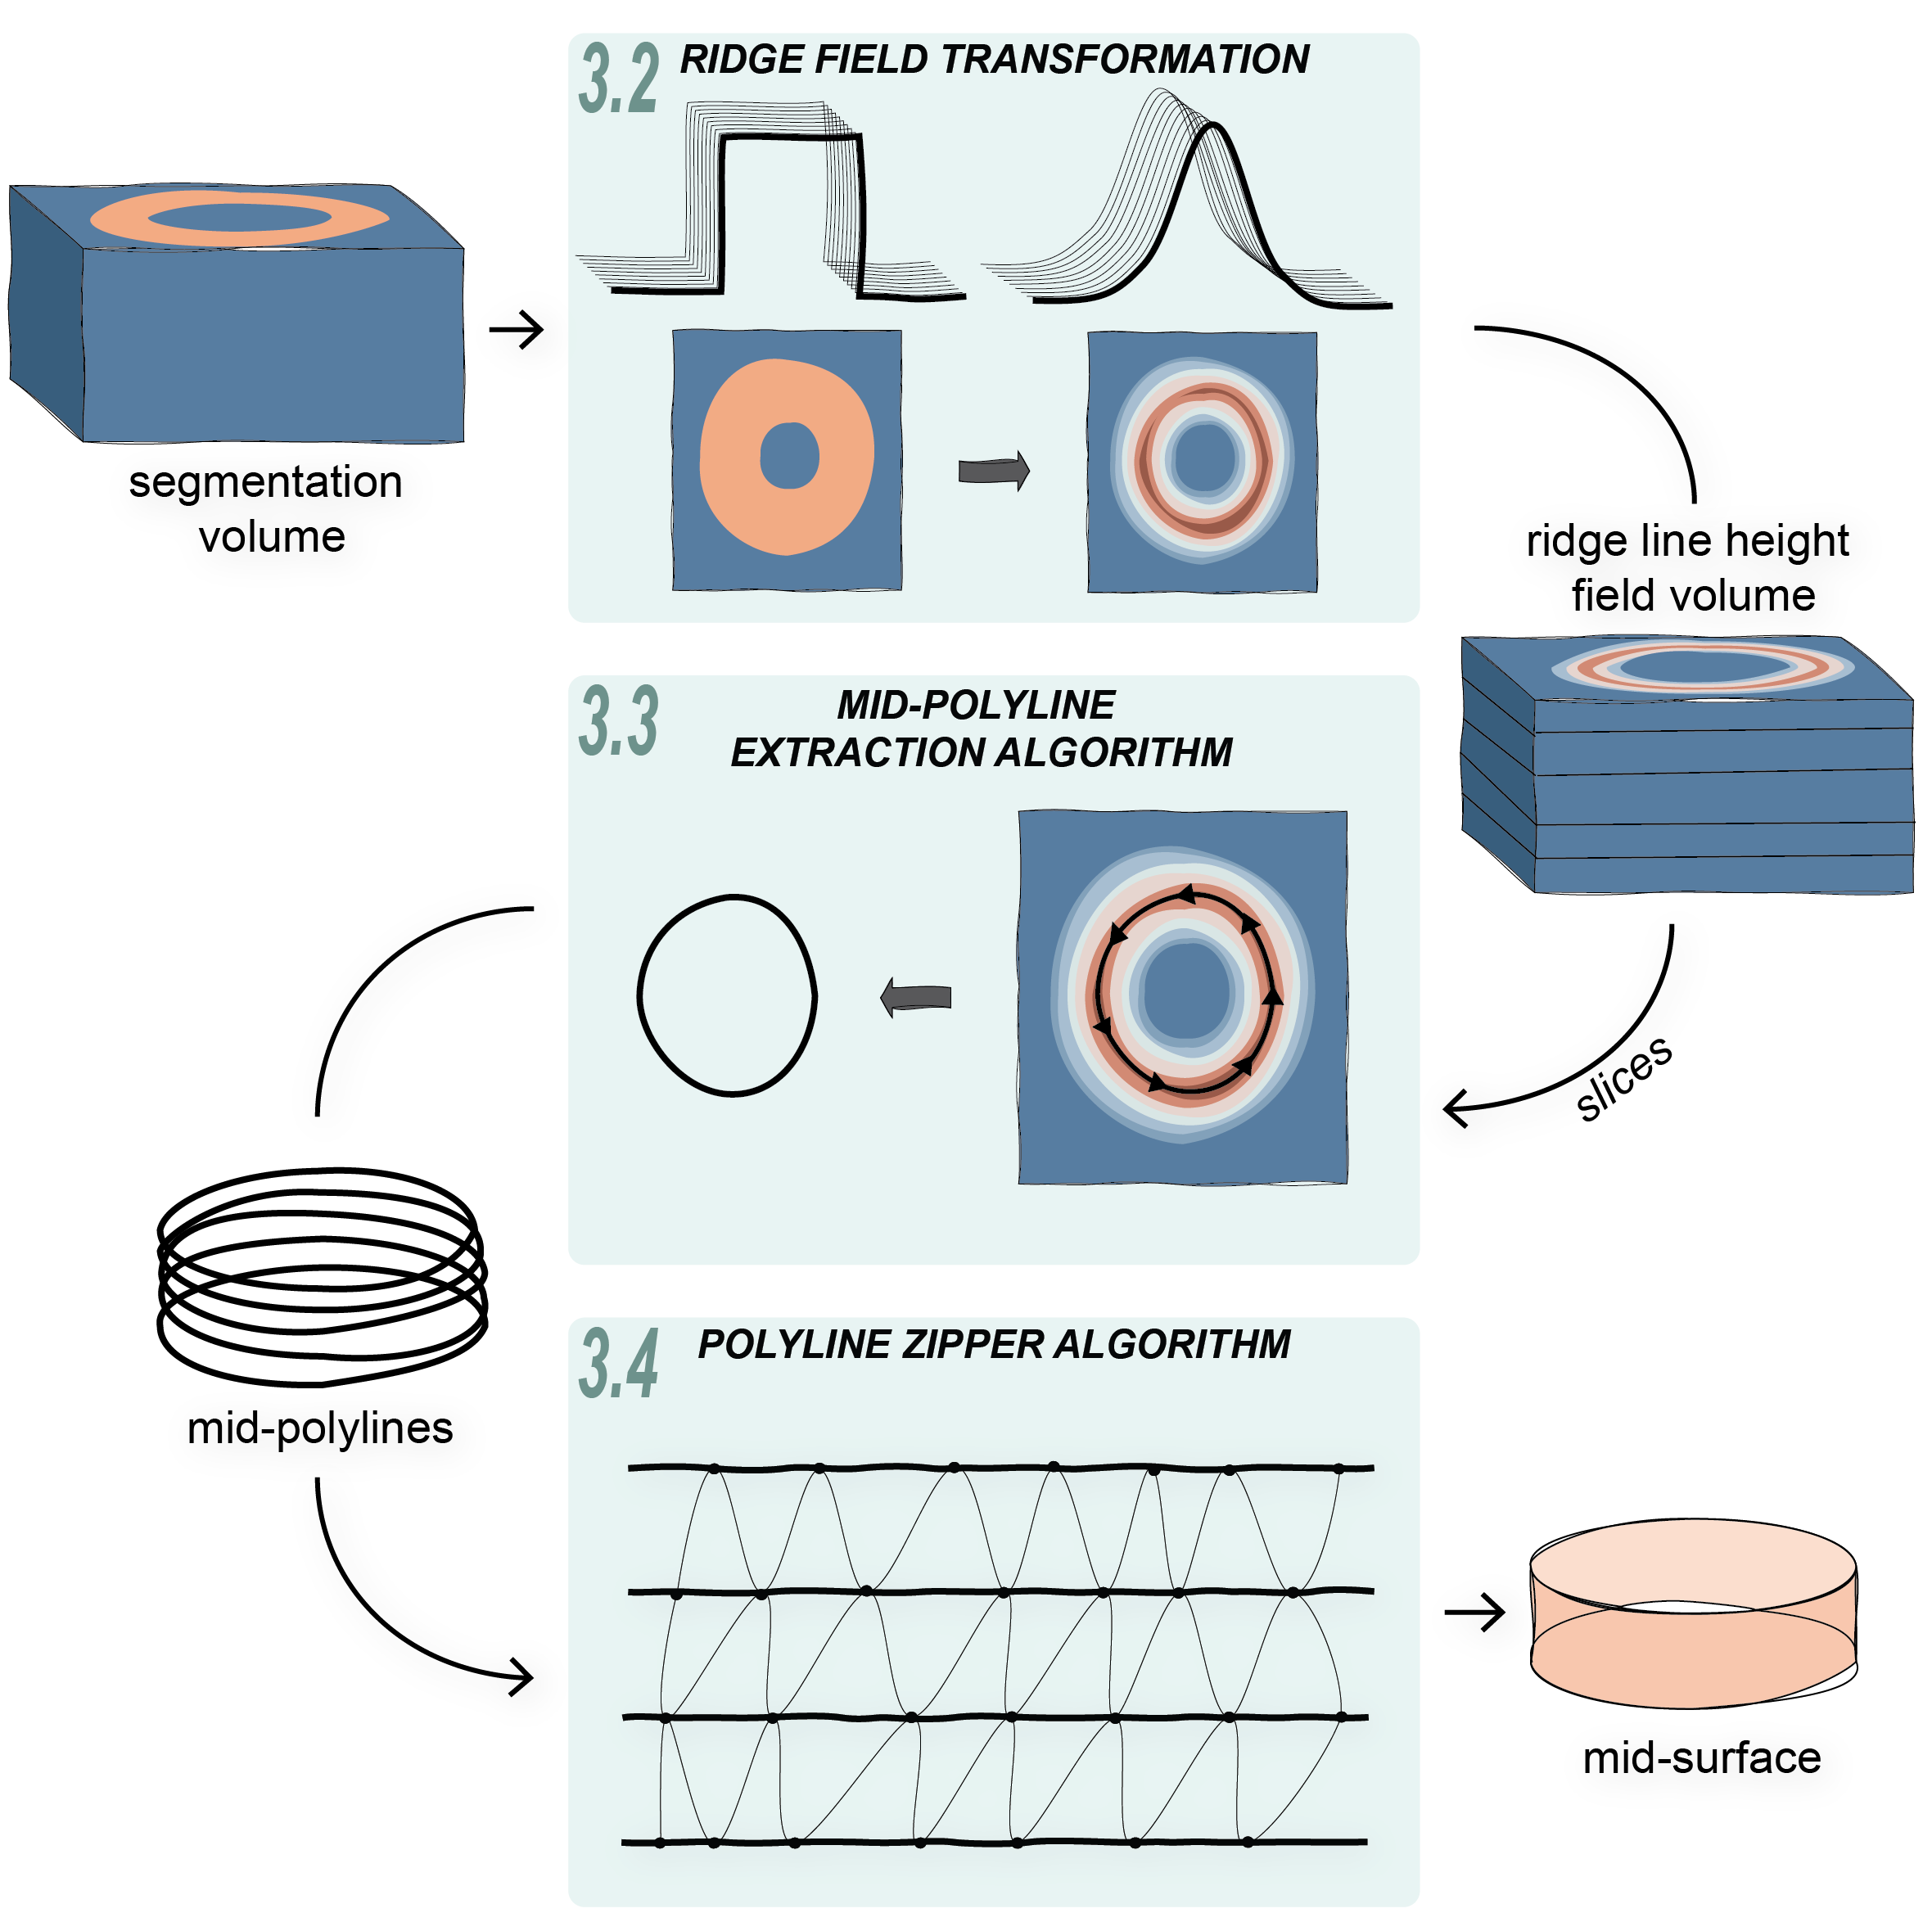 3.2 RIDGE FIELD TRANSFORMATION
segmentation
volume
ridge line height
field volume
3.3 MID-POLYLINE
EXTRACTION ALGORITHM
slices
mid-polylines
3.4 POLYLINE ZIPPER ALGORITHM
mid-surface